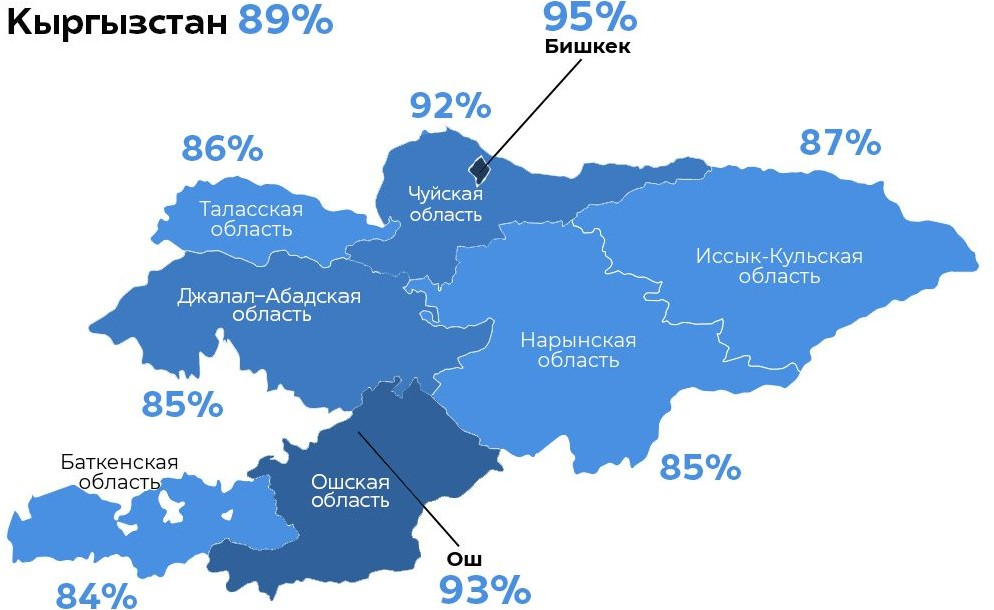 Кыргызстан 89%
95%
Бишкек
92%
86%
87%
Чуйская
область
Таласская
область
Иссык-Кульская
область
Джалал–Абадская
область
Нарынская
область
85%
Баткенская
область
85%
Ошская
область
Ош
93%
84%